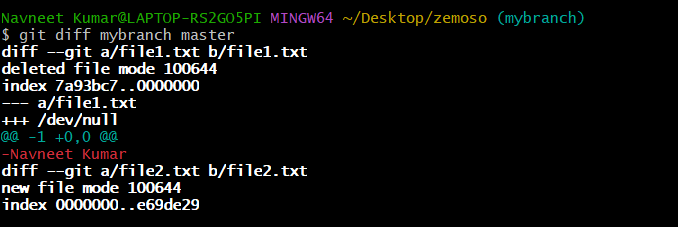 Navneet Kumar@LAPTOP-RS2GO5PI MINGW64 ~/Desktop/zemoso (mybranch)
$ git diff mybranch master
diff --git a/file1.txt b/file1.txt
deleted file mode 100644
index 7a93bc7..0000000
--- a/file1.txt
+++ /dev/null
@@ -1 +0,0 @@
-Navneet Kumar
diff --git a/file2.txt b/file2.txt
new file mode 100644
index 0000000..e69de29